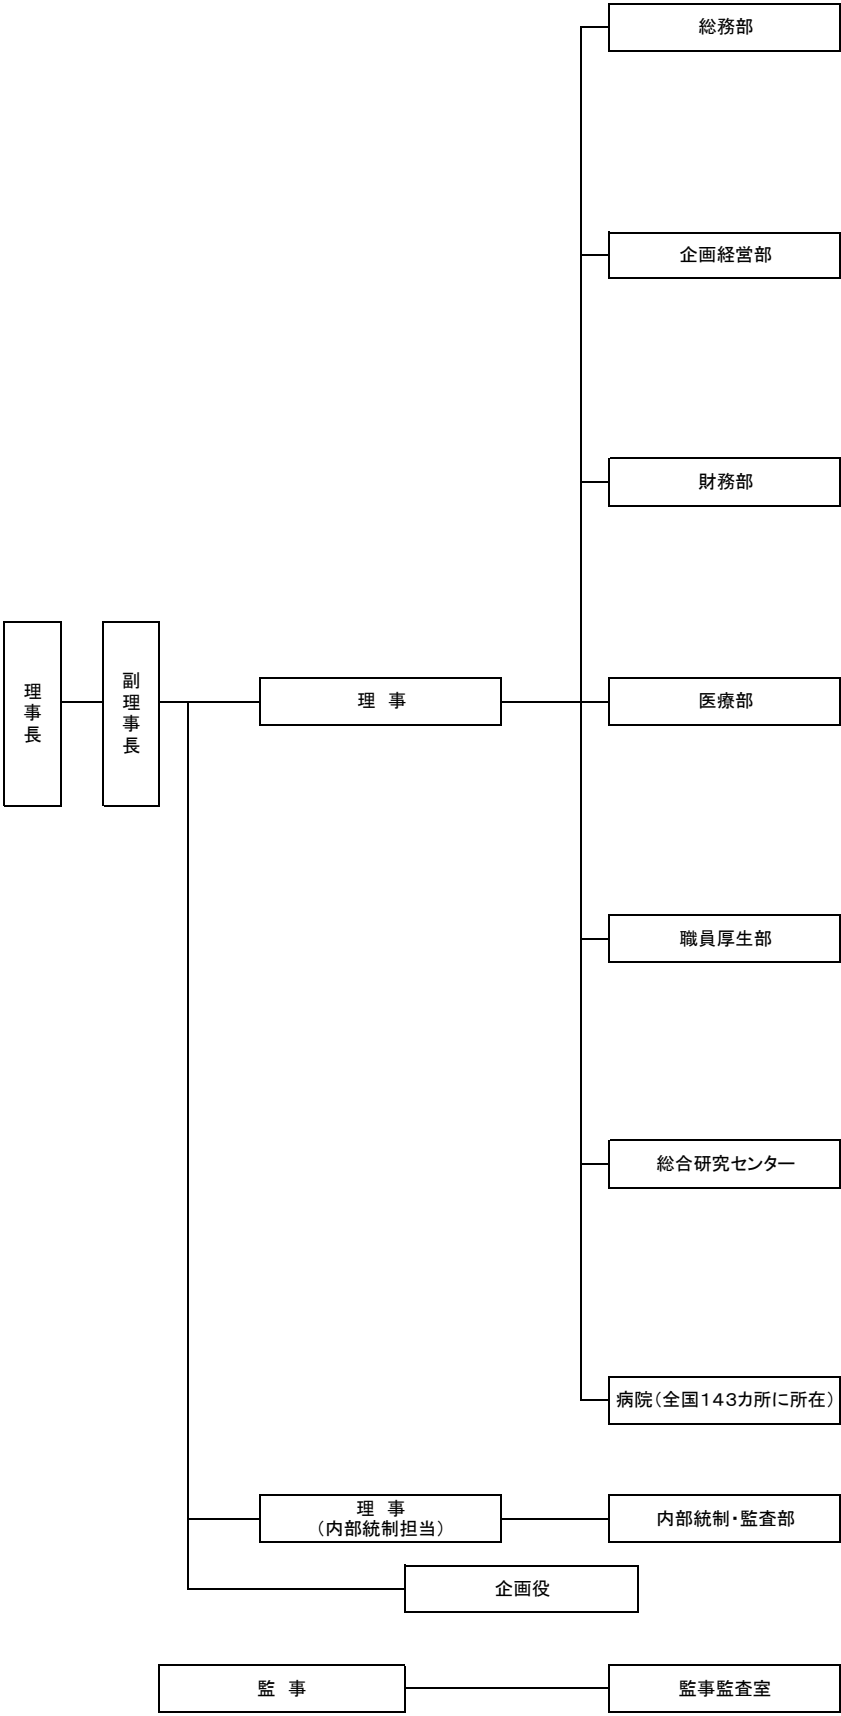 総務部
企画経営部
財務部
理事長
副理事長
理　事
医療部
職員厚生部
総合研究センター
病院（全国１４３カ所に所在）
理　事
（内部統制担当）
内部統制・監査部
企画役
監　事
監事監査室